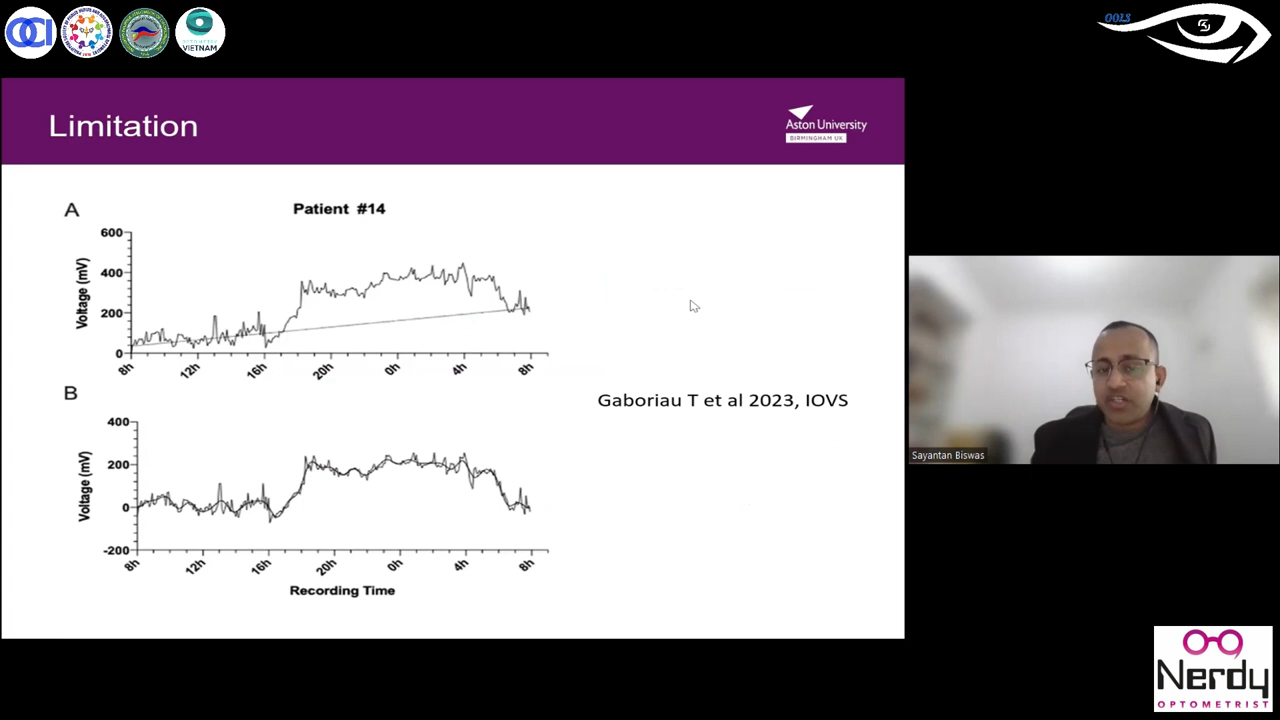 OCI
VIETNAM
OOLS
Limitation
Aston University
BIRMINGHAM UK
A
Patient #14
600
400
200
0
Voltage (mV)
8h
12h
16h
20h
0h
4h
8h
B
Gaboriau T et al 2023, IOVS
400
200
0
-200
Voltage (mV)
8h
12h
16h
20h
0h
4h
8h
Recording Time
Sayantan Biswas
Nerdy
OPTOMETRIST